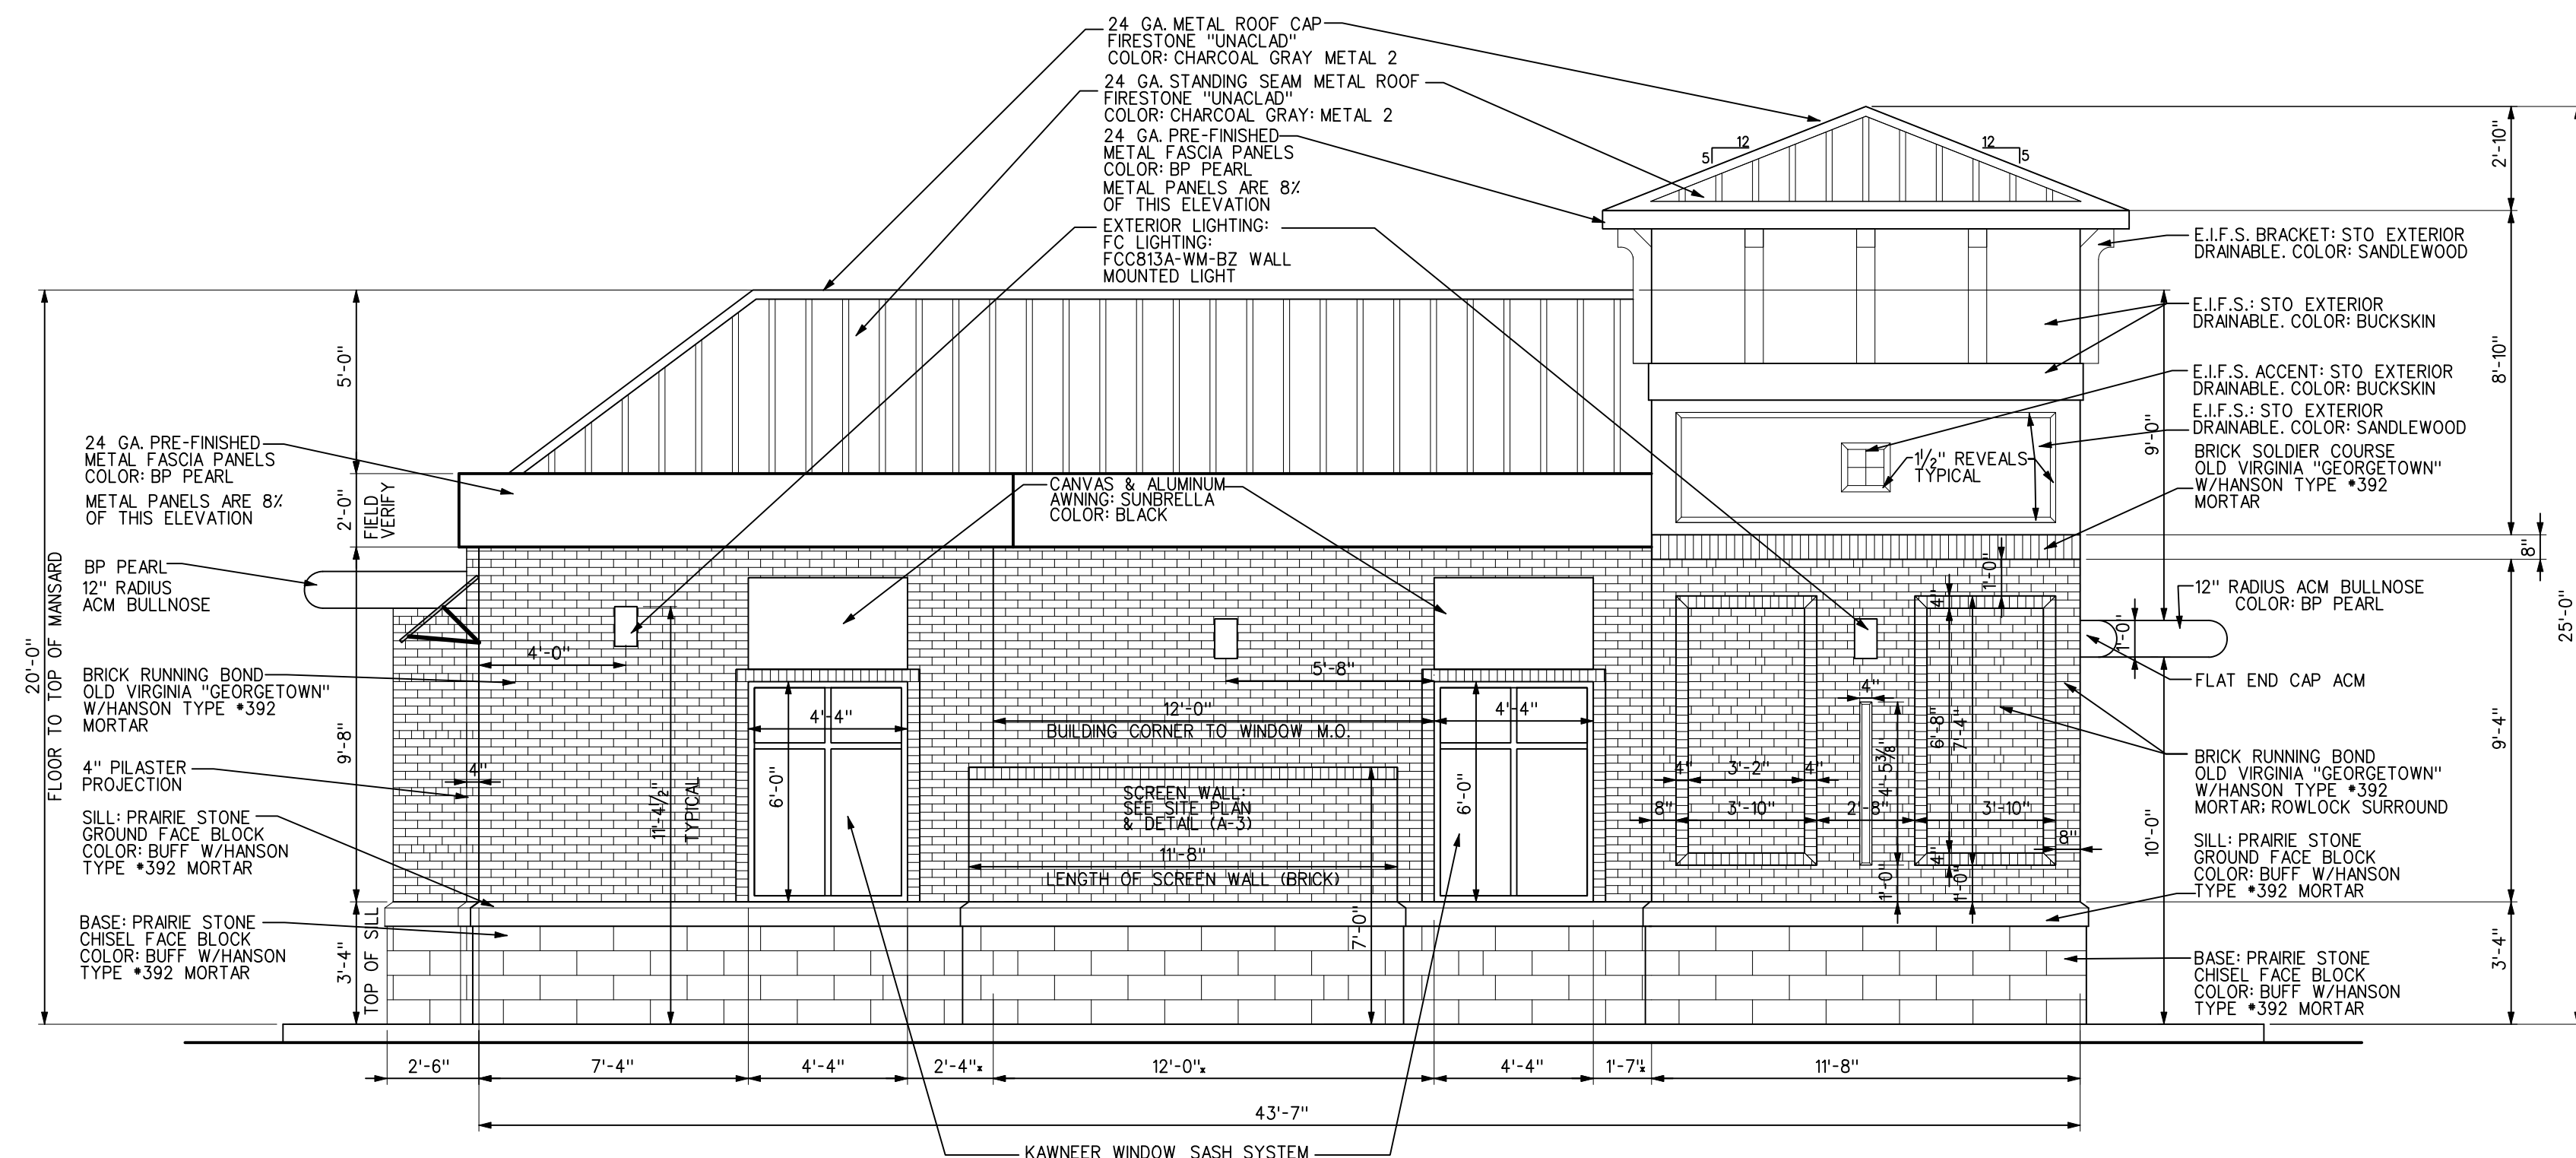 24 GA. METAL ROOF CAP
FIRESTONE "UNACLAD"
COLOR: CHARCOAL GRAY METAL 2
24 GA. STANDING SEAM METAL ROOF
FIRESTONE "UNACLAD"
COLOR: CHARCOAL GRAY: METAL 2
24 GA. PRE-FINISHED
METAL FASCIA PANELS
COLOR: BP PEARL
METAL PANELS ARE 8%
OF THIS ELEVATION
EXTERIOR LIGHTING:
FC LIGHTING:
FCC813A-WM-BZ WALL
MOUNTED LIGHT
12
5
12
5
2'-10"
8'-10"
8"
9'-4"
3'-4"
25'-0"
9'-0"
10'-0"
1'-0"
E.I.F.S. BRACKET: STO EXTERIOR
DRAINABLE. COLOR: SANDLEWOOD
E.I.F.S.: STO EXTERIOR
DRAINABLE. COLOR: BUCKSKIN
E.I.F.S. ACCENT: STO EXTERIOR
DRAINABLE. COLOR: BUCKSKIN
E.I.F.S.: STO EXTERIOR
DRAINABLE. COLOR: SANDLEWOOD
BRICK SOLDIER COURSE
OLD VIRGINIA "GEORGETOWN"
W/HANSON TYPE #392
MORTAR
12" RADIUS ACM BULLNOSE
COLOR: BP PEARL
FLAT END CAP ACM
BRICK RUNNING BOND
OLD VIRGINIA "GEORGETOWN"
W/HANSON TYPE #392
MORTAR; ROWLOCK SURROUND
SILL: PRAIRIE STONE
GROUND FACE BLOCK
COLOR: BUFF W/HANSON
TYPE #392 MORTAR
BASE: PRAIRIE STONE
CHISEL FACE BLOCK
COLOR: BUFF W/HANSON
TYPE #392 MORTAR
20'-0"
FLOOR TO TOP OF MANSARD
5'-0"
2'-0"
FIELD
VERIFY
9'-8"
3'-4"
TOP OF SILL
24 GA. PRE-FINISHED
METAL FASCIA PANELS
COLOR: BP PEARL
METAL PANELS ARE 8%
OF THIS ELEVATION
BP PEARL
12" RADIUS
ACM BULLNOSE
BRICK RUNNING BOND
OLD VIRGINIA "GEORGETOWN"
W/HANSON TYPE #392
MORTAR
4" PILASTER
PROJECTION
SILL: PRAIRIE STONE
GROUND FACE BLOCK
COLOR: BUFF W/HANSON
TYPE #392 MORTAR
BASE: PRAIRIE STONE
CHISEL FACE BLOCK
COLOR: BUFF W/HANSON
TYPE #392 MORTAR
CANVAS & ALUMINUM
AWNING: SUNBRELLA
COLOR: BLACK
1 1/2" REVEALS
TYPICAL
4'-0"
4"
11'-4 1/2"
TYPICAL
4'-4"
6'-0"
5'-8"
12'-0"
BUILDING CORNER TO WINDOW M.O.
SCREEN WALL:
SEE SITE PLAN
& DETAIL (A-3)
11'-8"
LENGTH OF SCREEN WALL (BRICK)
7'-0"
4'-4"
6'-0"
4"
3'-2"
4"
8"
3'-10"
2'-8"
3'-10"
8"
4"
4'-5 3/8"
1'-0"
4"
6'-8"
7'-4"
4"
1'-0"
1'-0"
2'-6"
7'-4"
4'-4"
2'-4"*
12'-0"*
4'-4"
1'-7"*
11'-8"
43'-7"
KAWNEER WINDOW SASH SYSTEM